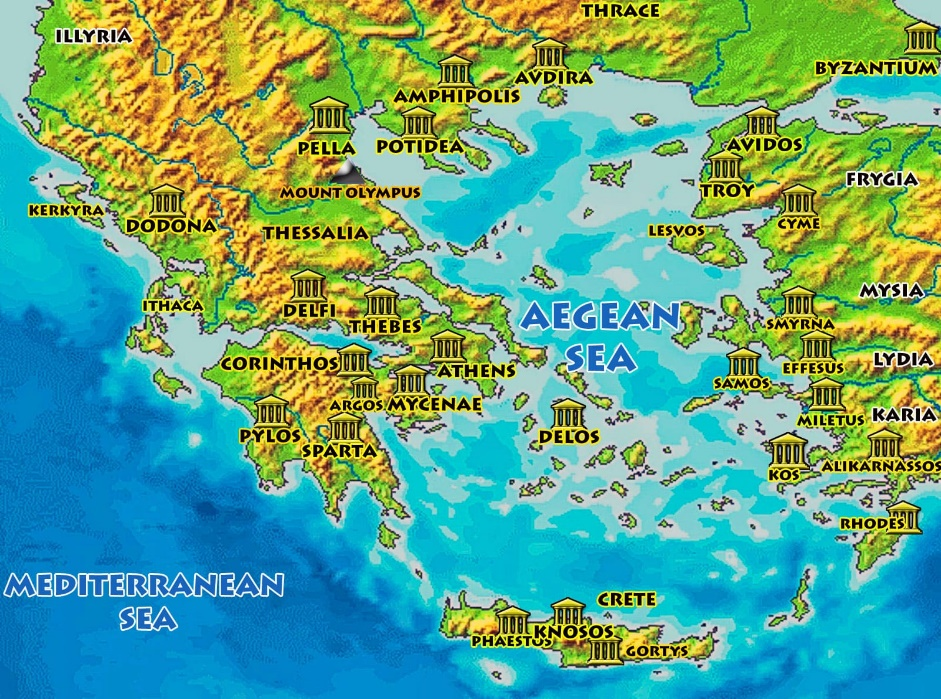 THRACE
ILLYRIA
BYZANTIUM
AVDIRA
AMPHIPOLIS
PELLA
POTIDEA
AVIDOS
MOUNT OLYMPUS
TROY
FRYGIA
KERKYRA
DODONA
CYME
THESSALIA
LESVOS
MYSIA
ITHACA
DELFI
THEBES
AEGEAN
SEA
SMYRNA
CORINTHOS
ATHENS
EFFESUS
LYDIA
SAMOS
ARGOS
MYCENAE
MILETUS
KARIA
PYLOS
SPARTA
DELOS
KOS
ALIKARNASSOS
RHODES
MEDITERRANEAN
SEA
CRETE
PHAESTUS
KNOSOS
GORTYS